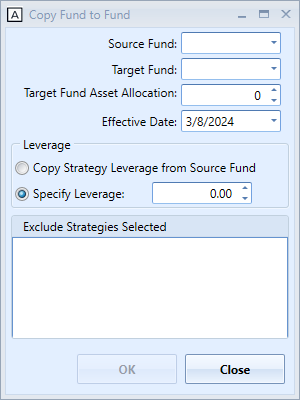 A Copy Fund to Fund
Source Fund:
Target Fund:
Target Fund Asset Allocation: 0
Effective Date: 3/8/2024
Leverage
Copy Strategy Leverage from Source Fund
Specify Leverage: 0.00
Exclude Strategies Selected
OK Close